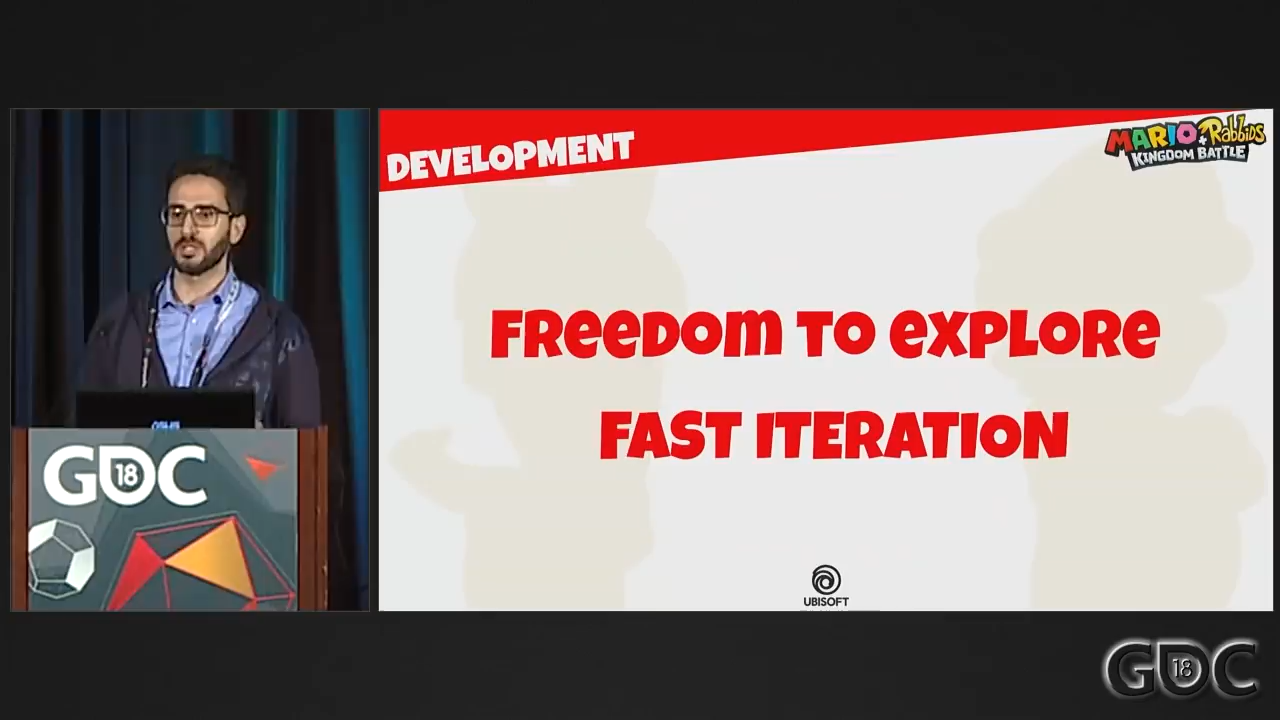 DEVELOPMENT
MARIO + Rabbids
KINGDOM BATTLE
FREEDOM TO EXPLORE
FAST ITERATION
UBISOFT
GDC
18
GDC
18